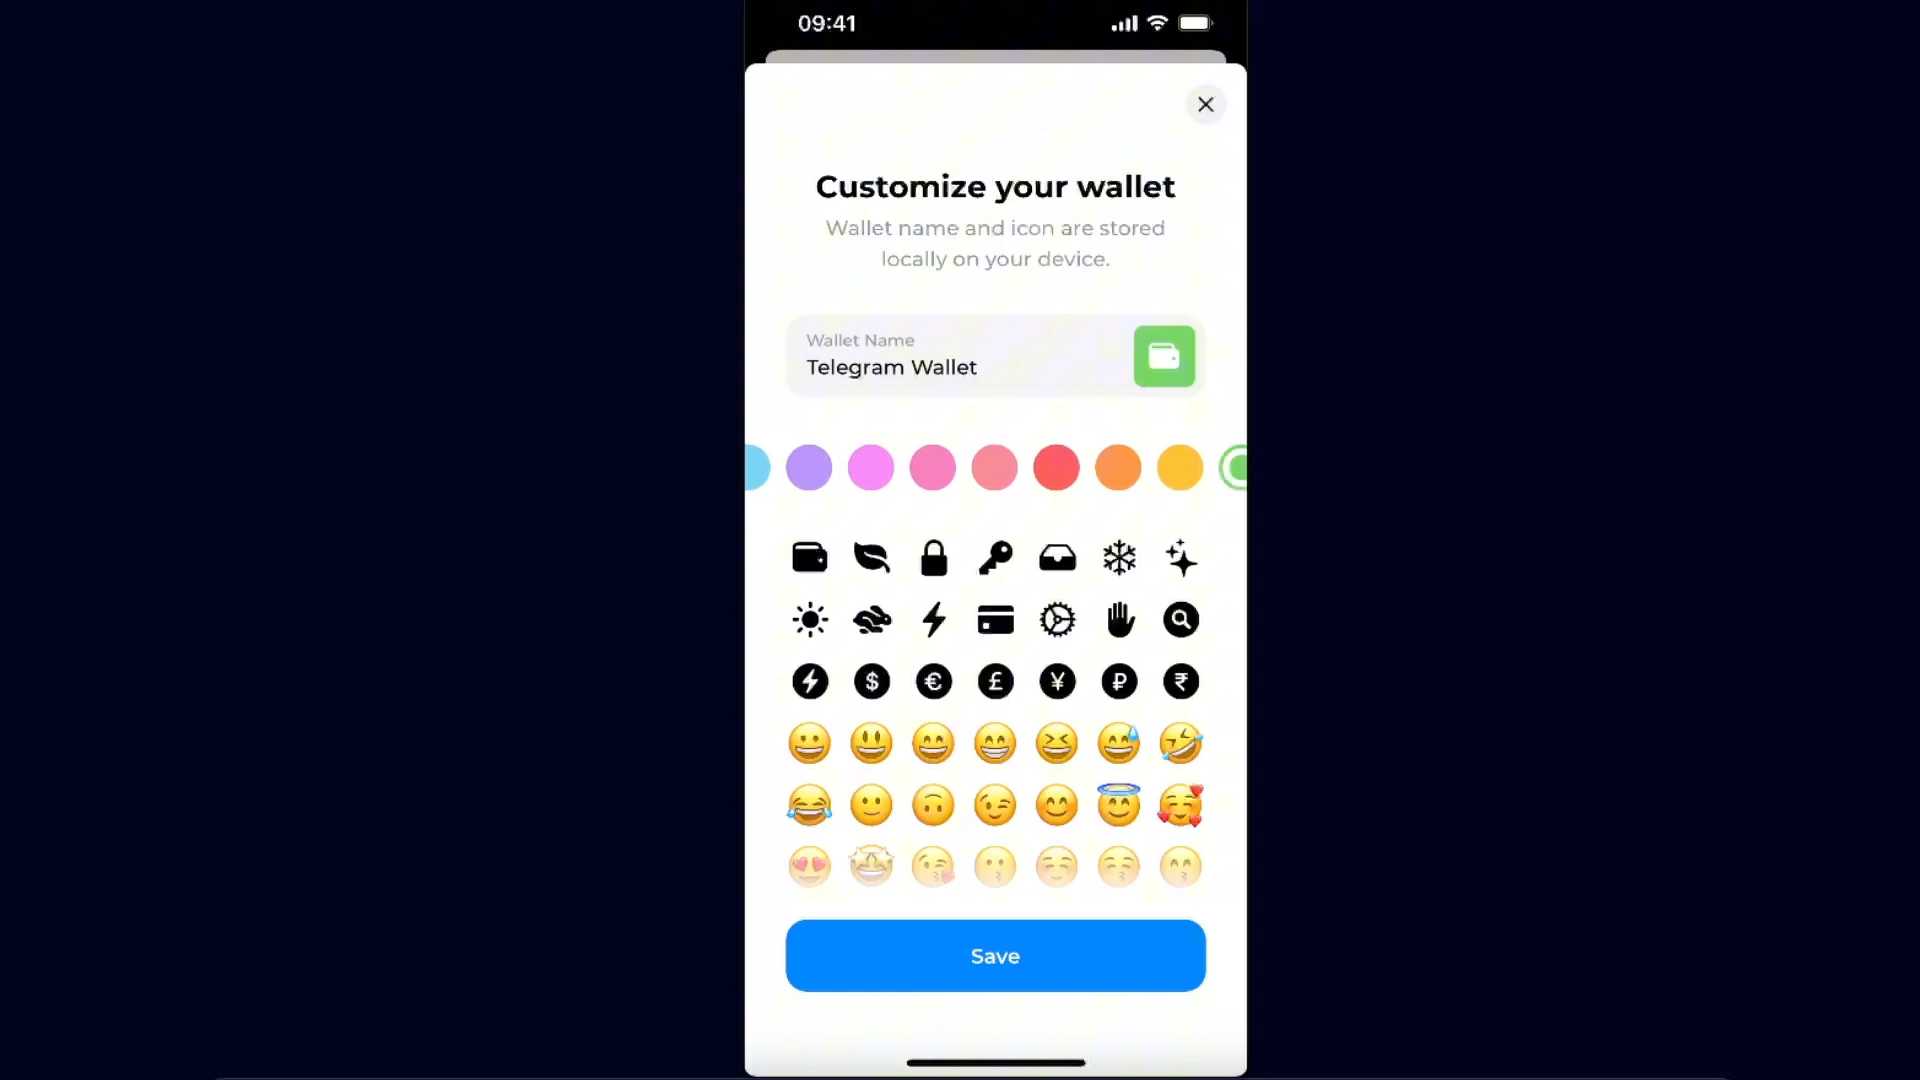 09:41
Customize your wallet
Wallet name and icon are stored
locally on your device.
Wallet Name
Telegram Wallet
$ € £ ¥ ₽ ₹
Save